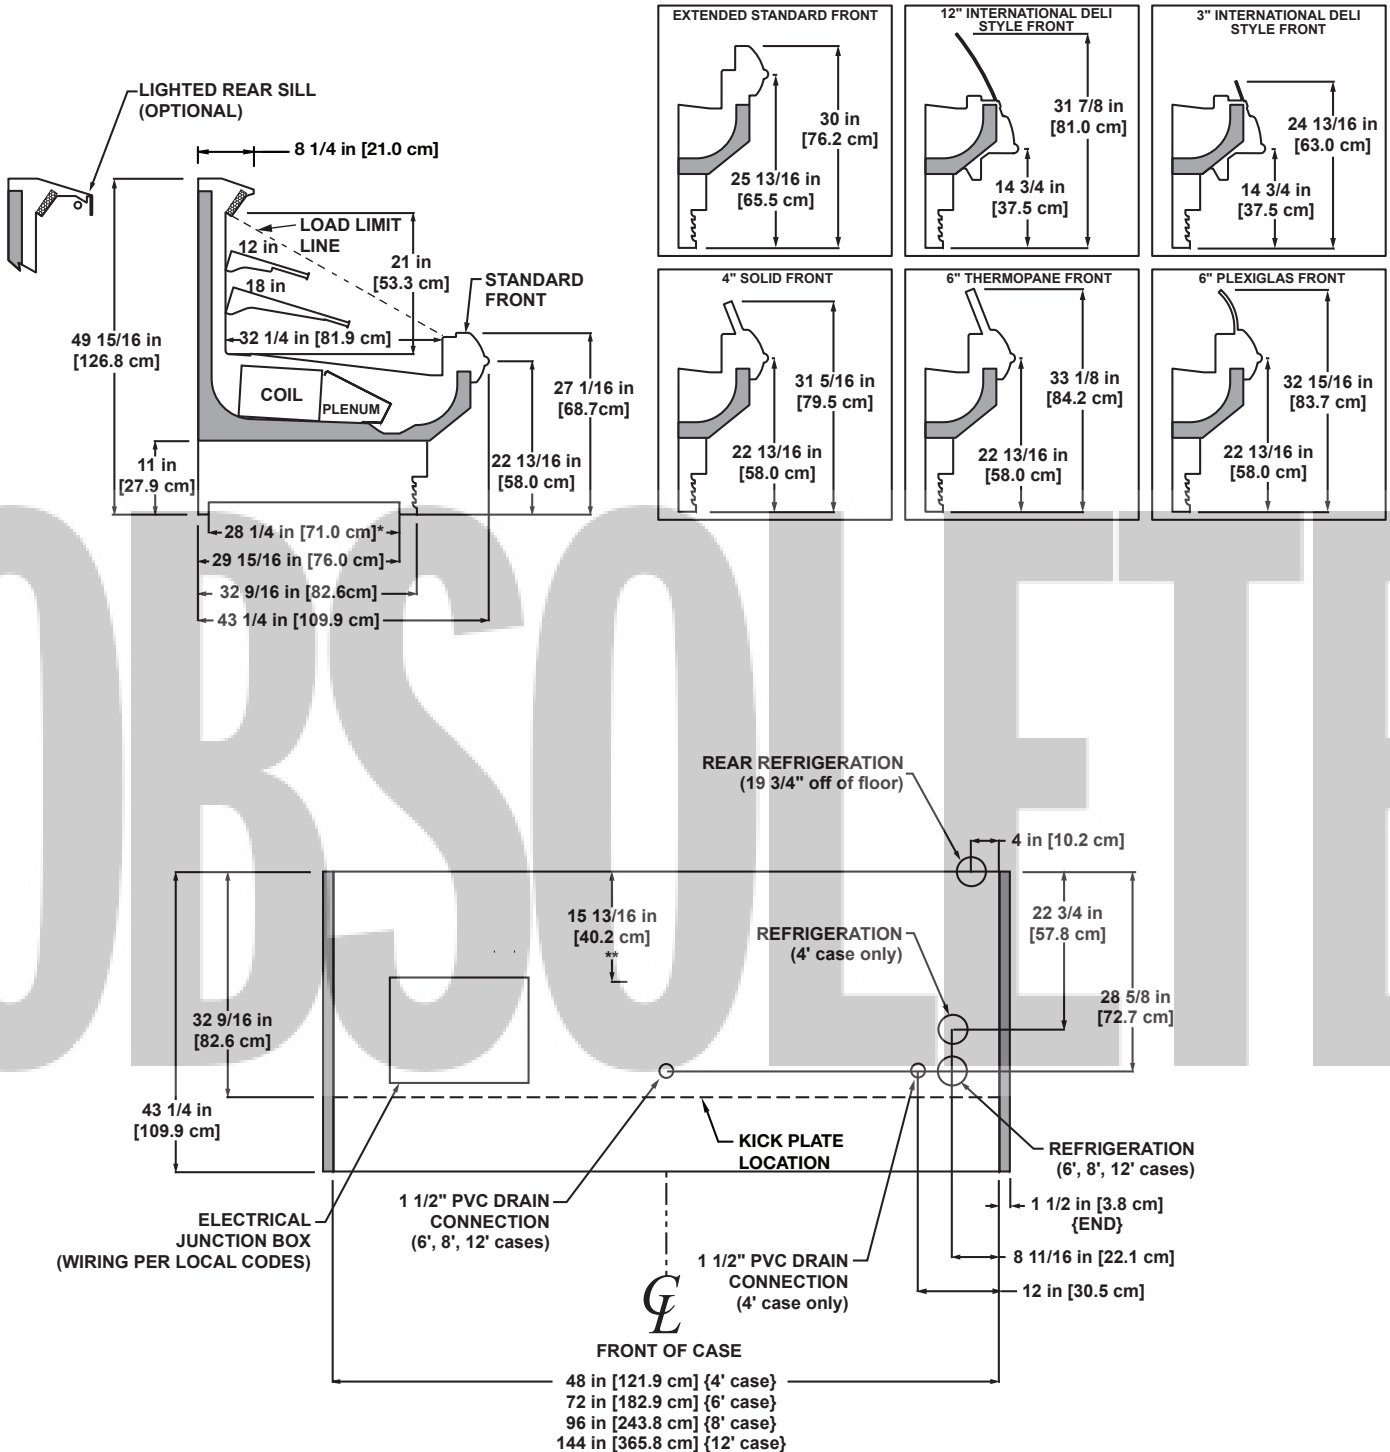 LIGHTED REAR SILL
(OPTIONAL)
8 1/4 in [21.0 cm]
LOAD LIMIT
LINE
12 in
18 in
21 in
[53.3 cm]
STANDARD
FRONT
49 15/16 in
[126.8 cm]
32 1/4 in [81.9 cm]
COIL
PLENUM
27 1/16 in
[68.7cm]
11 in
[27.9 cm]
22 13/16 in
[58.0 cm]
28 1/4 in [71.0 cm]*
29 15/16 in [76.0 cm]
32 9/16 in [82.6cm]
43 1/4 in [109.9 cm]
EXTENDED STANDARD FRONT
30 in
[76.2 cm]
25 13/16 in
[65.5 cm]
12" INTERNATIONAL DELI
STYLE FRONT
31 7/8 in
[81.0 cm]
14 3/4 in
[37.5 cm]
3" INTERNATIONAL DELI
STYLE FRONT
24 13/16 in
[63.0 cm]
14 3/4 in
[37.5 cm]
4" SOLID FRONT
31 5/16 in
[79.5 cm]
22 13/16 in
[58.0 cm]
6" THERMOPANE FRONT
33 1/8 in
[84.2 cm]
22 13/16 in
[58.0 cm]
6" PLEXIGLAS FRONT
32 15/16 in
[83.7 cm]
22 13/16 in
[58.0 cm]
REAR REFRIGERATION
(19 3/4" off of floor)
4 in [10.2 cm]
15 13/16 in
[40.2 cm]
**
REFRIGERATION
(4' case only)
22 3/4 in
[57.8 cm]
28 5/8 in
[72.7 cm]
32 9/16 in
[82.6 cm]
43 1/4 in
[109.9 cm]
KICK PLATE
LOCATION
REFRIGERATION
(6', 8', 12' cases)
ELECTRICAL
JUNCTION BOX
(WIRING PER LOCAL CODES)
1 1/2" PVC DRAIN
CONNECTION
(6', 8', 12' cases)
1 1/2" PVC DRAIN
CONNECTION
(4' case only)
1 1/2 in [3.8 cm]
{END}
8 11/16 in [22.1 cm]
12 in [30.5 cm]
CL
FRONT OF CASE
48 in [121.9 cm] {4' case}
72 in [182.9 cm] {6' case}
96 in [243.8 cm] {8' case}
144 in [365.8 cm] {12' case}
OBSOLETE